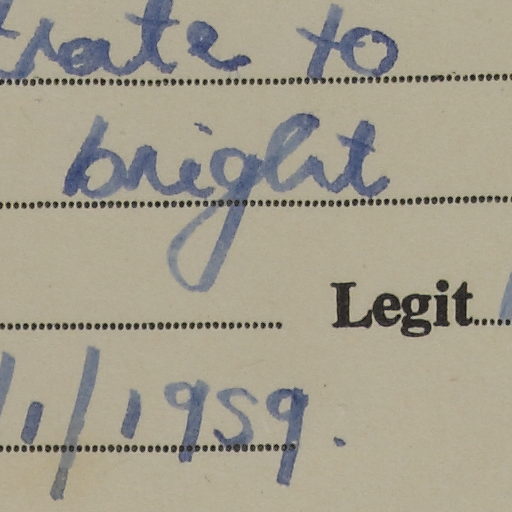 trate to
bright
Legit
/1/1959.